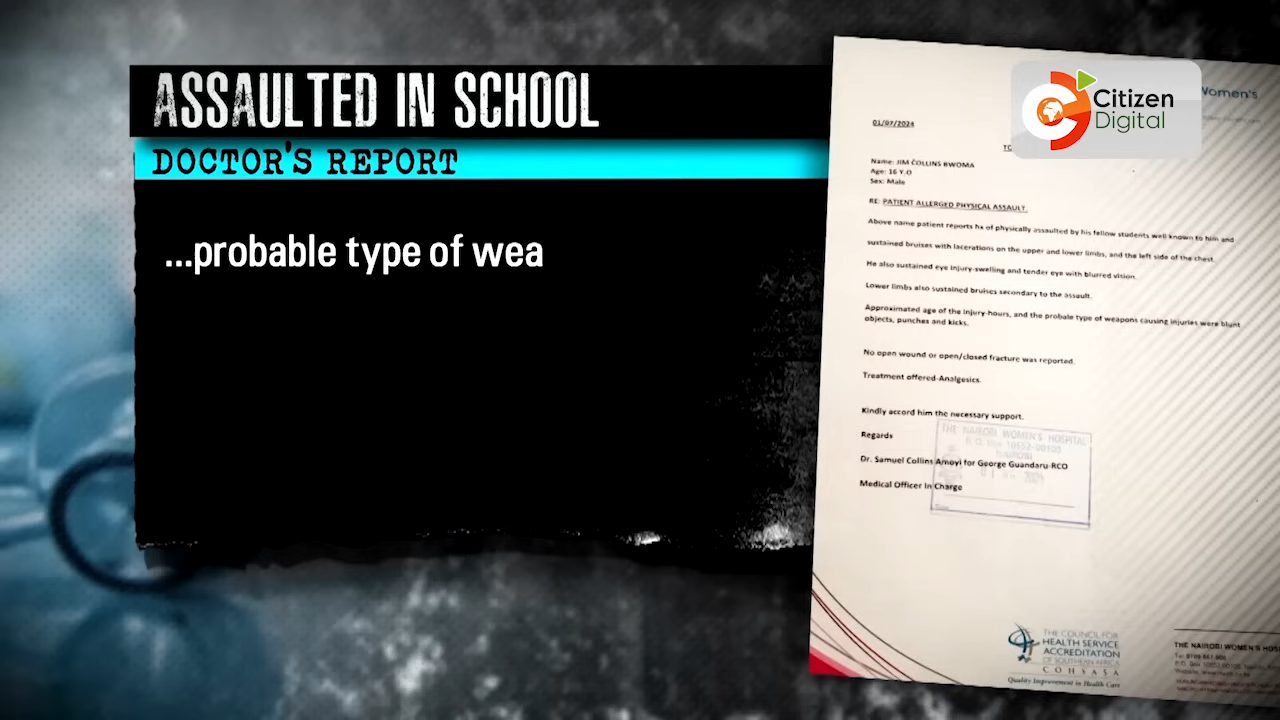 ASSAULTED IN SCHOOL
DOCTOR'S REPORT
...probable type of wea
Citizen
Digital
Women's
01/07/2024
TO
Name: JIM COLLINS BWOMA
Age: 16 Y.O
Sex: Male
RE: PATIENT ALLERGED PHYSICAL ASSAULT.
Above name patient reports hx of physically assaulted by his fellow students well known to him and
sustained bruises with lacerations on the upper and lower limbs, and the left side of the chest.
He also sustained eye injury-swelling and tender eye with blurred vision.
Lower limbs also sustained bruises secondary to the assault.
Approximated age of the injury-hours, and the probale type of weapons causing injuries were blunt
objects, punches and kicks.
No open wound or open/closed fracture was reported.
Treatment offered-Analgesics.
Kindly accord him the necessary support.
Regards
THE NAIROBI WOMEN'S HOSPITAL
P. O. Box 10552-00100
NAIROBI
Dr. Samuel Collins Amoyi for George Guandaru-RCO
Medical Officer In Charge
THE COUNCIL FOR
HEALTH SERVICE
ACCREDITATION
OF SOUTHERN AFRICA
COHSASA
Quality Improvement in Health Care
THE NAIROBI WOMEN'S HOSP